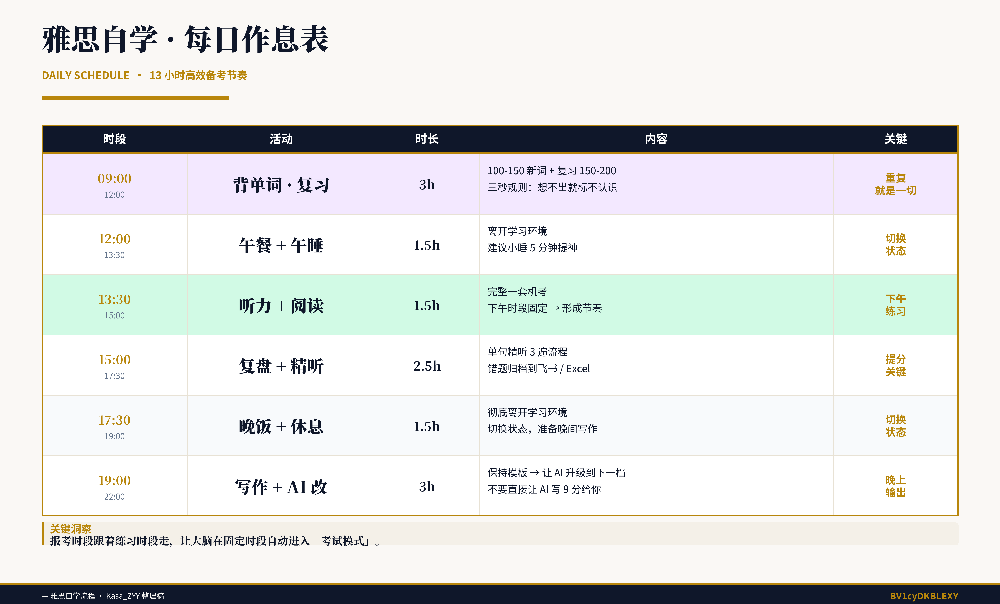 雅思自学 · 每日作息表
DAILY SCHEDULE • 13 小时高效备考节奏
时段 活动 时长 内容 关键
09:00
12:00
背单词 · 复习
3h
100-150 新词 + 复习 150-200
三秒规则：想不出就标不认识
重复
就是一切
12:00
13:30
午餐 + 午睡
1.5h
离开学习环境
建议小睡 5 分钟提神
切换
状态
13:30
15:00
听力 + 阅读
1.5h
完整一套机考
下午时段固定 → 形成节奏
下午
练习
15:00
17:30
复盘 + 精听
2.5h
单句精听 3 遍流程
错题归档到飞书 / Excel
提分
关键
17:30
19:00
晚饭 + 休息
1.5h
彻底离开学习环境
切换状态，准备晚间写作
切换
状态
19:00
22:00
写作 + AI 改
3h
保持模板 → 让 AI 升级到下一档
不要直接让 AI 写 9 分给你
晚上
输出
关键洞察
报考时段跟着练习时段走，让大脑在固定时段自动进入「考试模式」。
— 雅思自学流程 • Kasa_ZYY 整理稿
BV1cyDKBLEXY